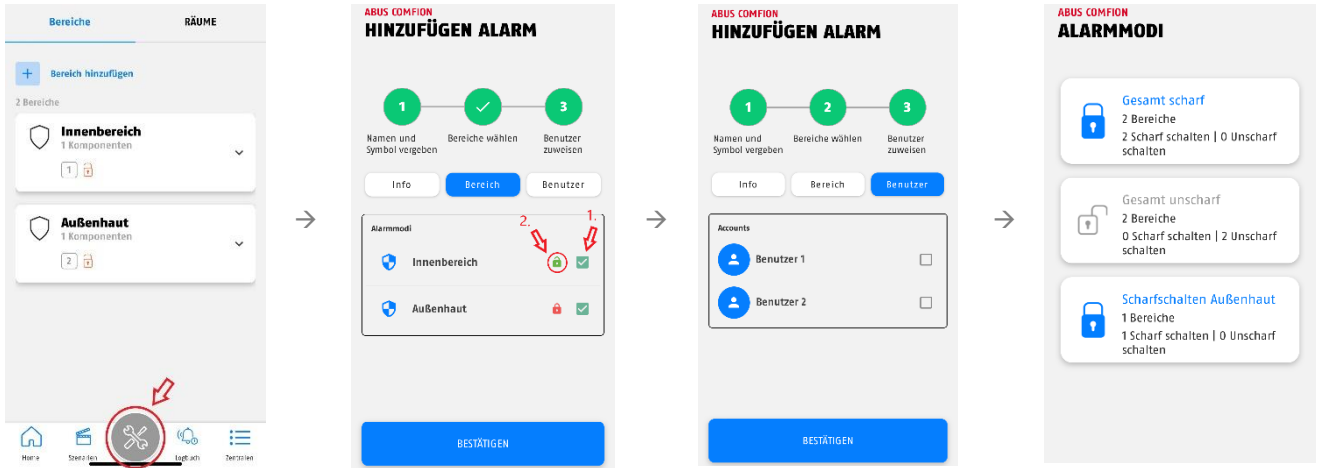 Bereiche
RÄUME
+ Bereich hinzufügen
2 Bereiche
Innenbereich
1 Komponenten
1
Außenhaut
1 Komponenten
2
Home
Szenarien
Logbuch
Zentralen
→
ABUS COMFION
HINZUFÜGEN ALARM
1
3
Namen und
Symbol vergeben
Bereiche wählen
Benutzer
zuweisen
Info
Bereich
Benutzer
Alarmmodi
2.
1.
Innenbereich
Außenhaut
BESTÄTIGEN
→
ABUS COMFION
HINZUFÜGEN ALARM
1
2
3
Namen und
Symbol vergeben
Bereiche wählen
Benutzer
zuweisen
Info
Bereich
Benutzer
Accounts
Benutzer 1
Benutzer 2
BESTÄTIGEN
→
ABUS COMFION
ALARMMODI
Gesamt scharf
2 Bereiche
2 Scharf schalten | 0 Unscharf
schalten
Gesamt unscharf
2 Bereiche
0 Scharf schalten | 2 Unscharf
schalten
Scharfschalten Außenhaut
1 Bereiche
1 Scharf schalten | 0 Unscharf
schalten